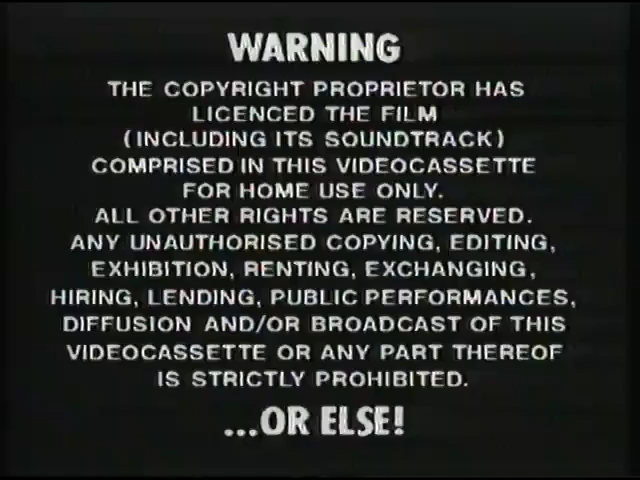 WARNING
THE COPYRIGHT PROPRIETOR HAS
LICENCED THE FILM
(INCLUDING ITS SOUNDTRACK)
COMPRISED IN THIS VIDEOCASSETTE
FOR HOME USE ONLY.
ALL OTHER RIGHTS ARE RESERVED.
ANY UNAUTHORISED COPYING, EDITING,
EXHIBITION, RENTING, EXCHANGING,
HIRING, LENDING, PUBLIC PERFORMANCES,
DIFFUSION AND/OR BROADCAST OF THIS
VIDEOCASSETTE OR ANY PART THEREOF
IS STRICTLY PROHIBITED.
...OR ELSE!